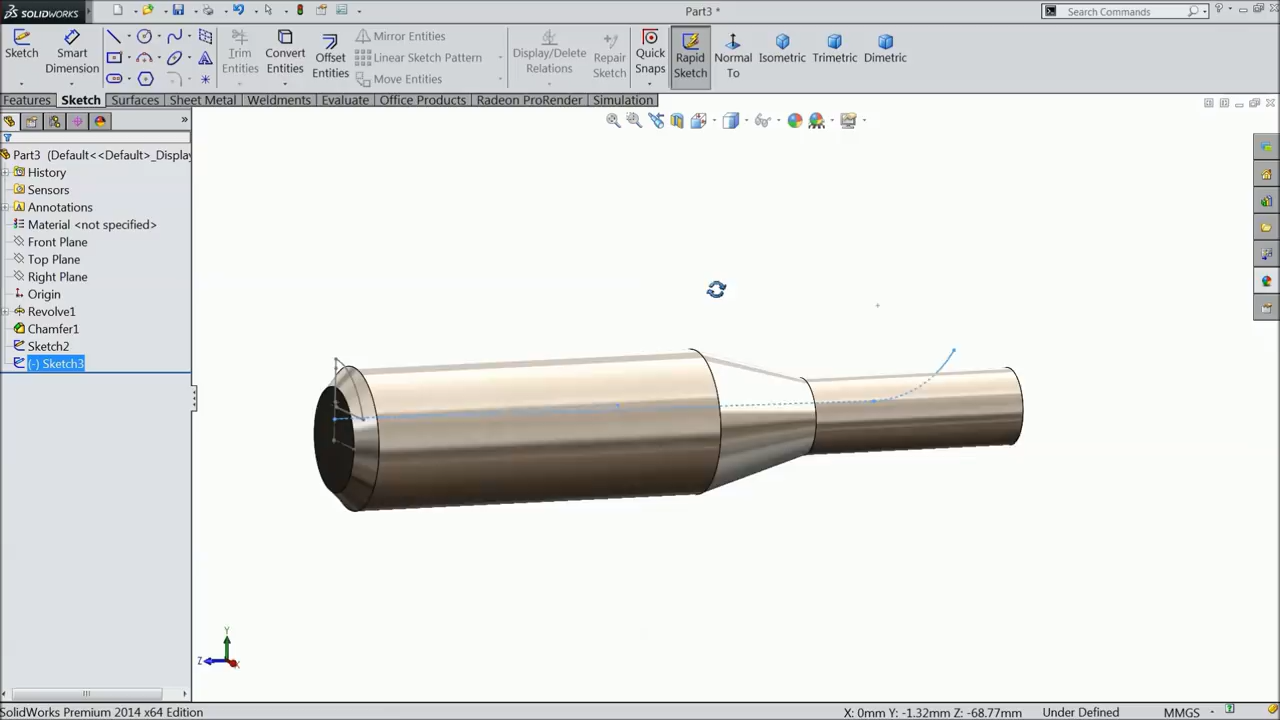 SOLIDWORKS
Part3 *
Search Commands
?
Sketch
Smart
Dimension
Trim
Entities
Convert
Entities
Offset
Entities
Mirror Entities
Linear Sketch Pattern
Move Entities
Display/Delete
Relations
Repair
Sketch
Quick
Snaps
Rapid
Sketch
Normal
To
Isometric
Trimetric
Dimetric
Features
Sketch
Surfaces
Sheet Metal
Weldments
Evaluate
Office Products
Radeon ProRender
Simulation
»
Part3 (Default<<Default>_Display
History
Sensors
Annotations
Material <not specified>
Front Plane
Top Plane
Right Plane
Origin
Revolve1
Chamfer1
Sketch2
(-) Sketch3
Y
Z
X
SolidWorks Premium 2014 x64 Edition
X: 0mm Y: -1.32mm Z: -68.77mm
Under Defined
MMGS